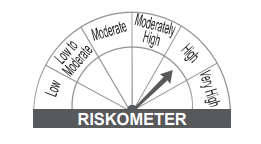 Low
Low to
Moderate
Moderate
Moderately
High
High
Very High
RISKOMETER